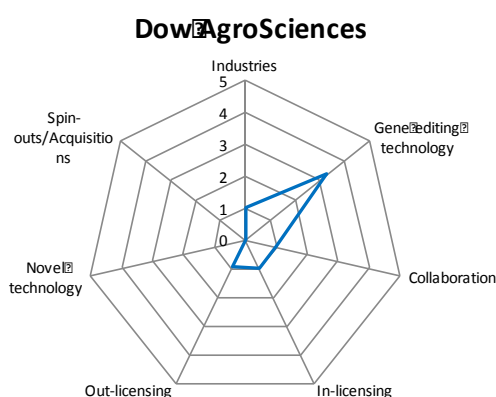 Dow AgroSciences
Industries
5
4
3
2
1
0
Gene editing
technology
Collaboration
In-licensing
Out-licensing
Novel
technology
Spin-
outs/Acquisitio
ns